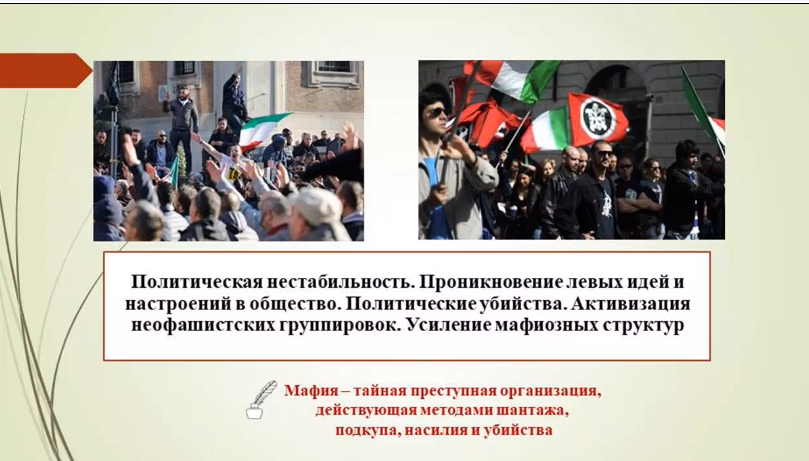 Политическая нестабильность. Проникновение левых идей и
настроений в общество. Политические убийства. Активизация
неофашистских группировок. Усиление мафиозных структур
Мафия – тайная преступная организация,
действующая методами шантажа,
подкупа, насилия и убийства